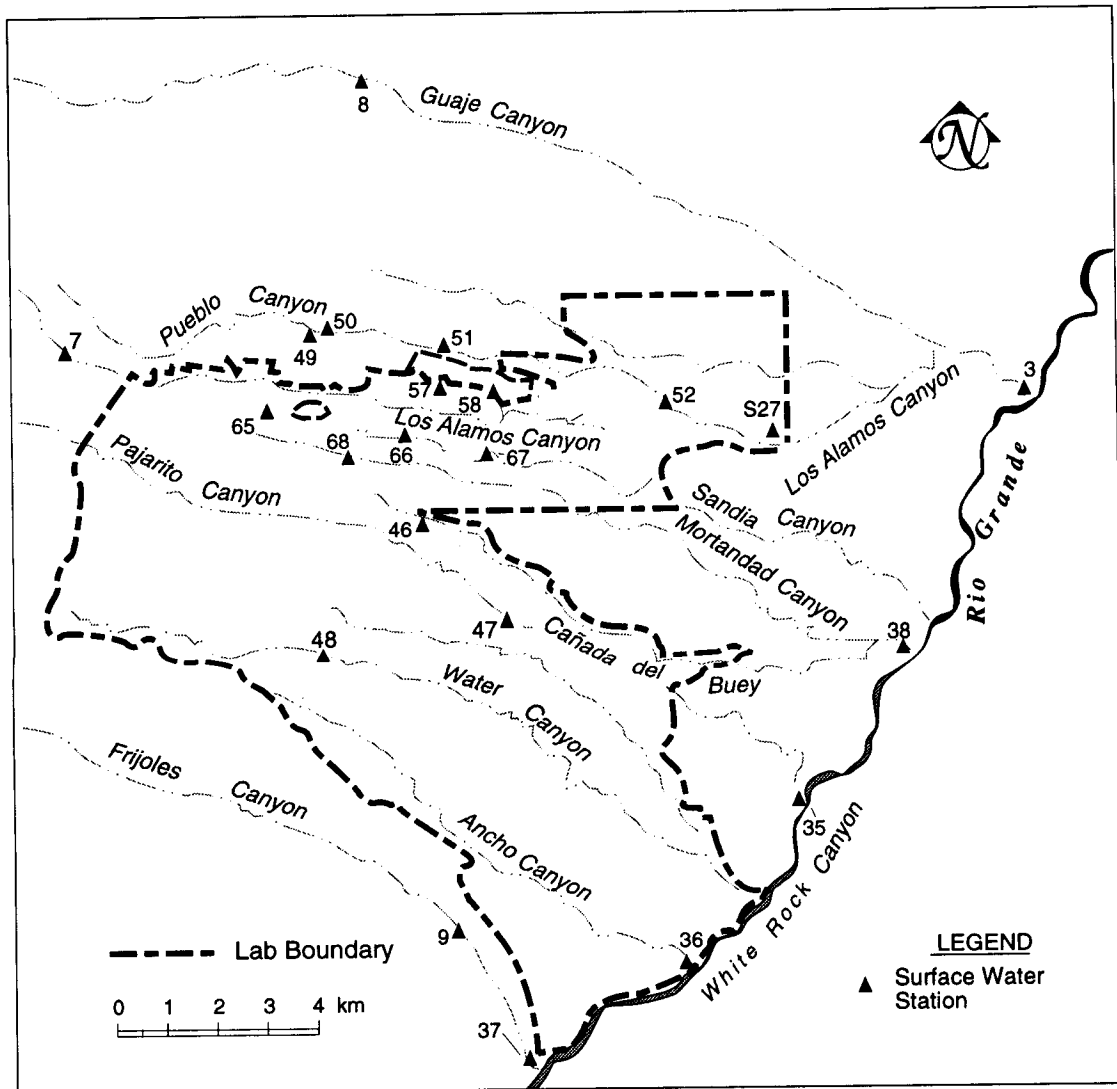 8
Guaje Canyon
N
Pueblo Canyon
7
49
50
51
57
58
52
S27
3
Los Alamos Canyon
Los Alamos Canyon
65
68
66
67
Pajarito Canyon
46
Sandia Canyon
Mortandad Canyon
Rio Grande
47
Cañada del Buey
38
48
Water Canyon
Frijoles Canyon
Ancho Canyon
35
White Rock Canyon
9
36
37
Lab Boundary
0 1 2 3 4 km
LEGEND
Surface Water
Station